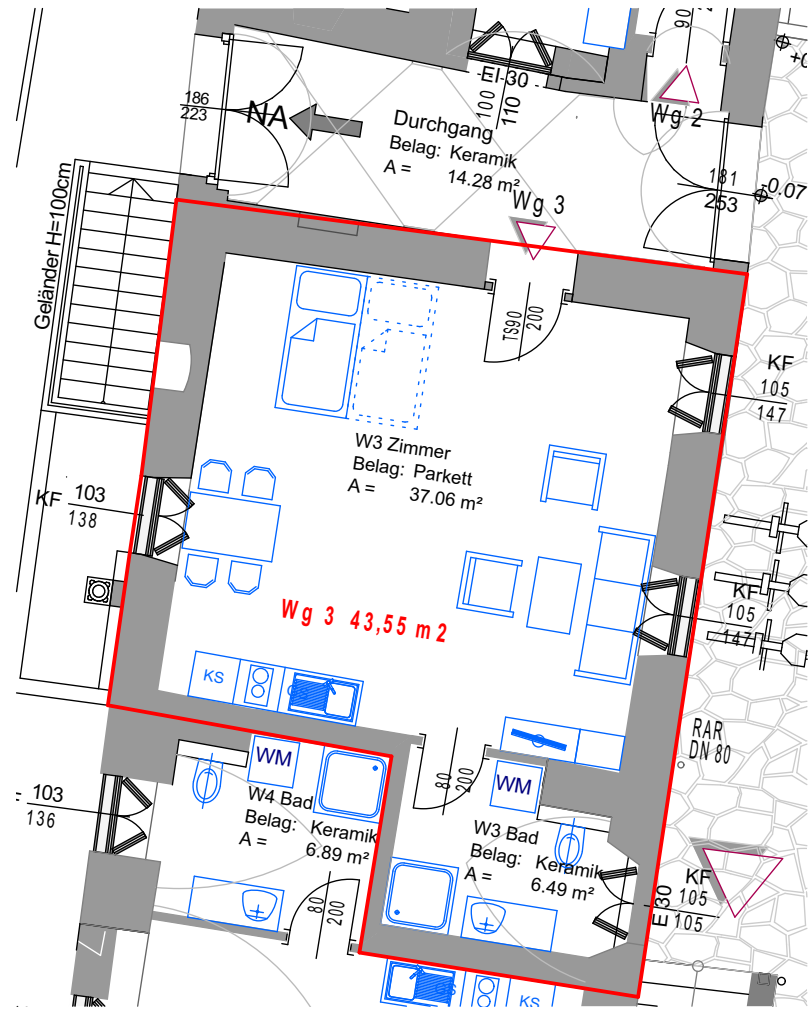 90
EI-30
100
110
186
223
NA
Durchgang
Belag: Keramik
A = 14.28 m²
Wg 2
181
253
-0.07
Wg 3
Geländer H=100cm
TS90
200
KF
105
147
W3 Zimmer
Belag: Parkett
A = 37.06 m²
KF 103
138
Wg 3 43,55 m2
KF
105
147
KS
RAR
DN 80
80
200
WM
WM
103
136
W4 Bad
Belag: Keramik
A = 6.89 m²
W3 Bad
Belag: Keramik
A = 6.49 m²
KF
105
105
EI30
80
200
KS